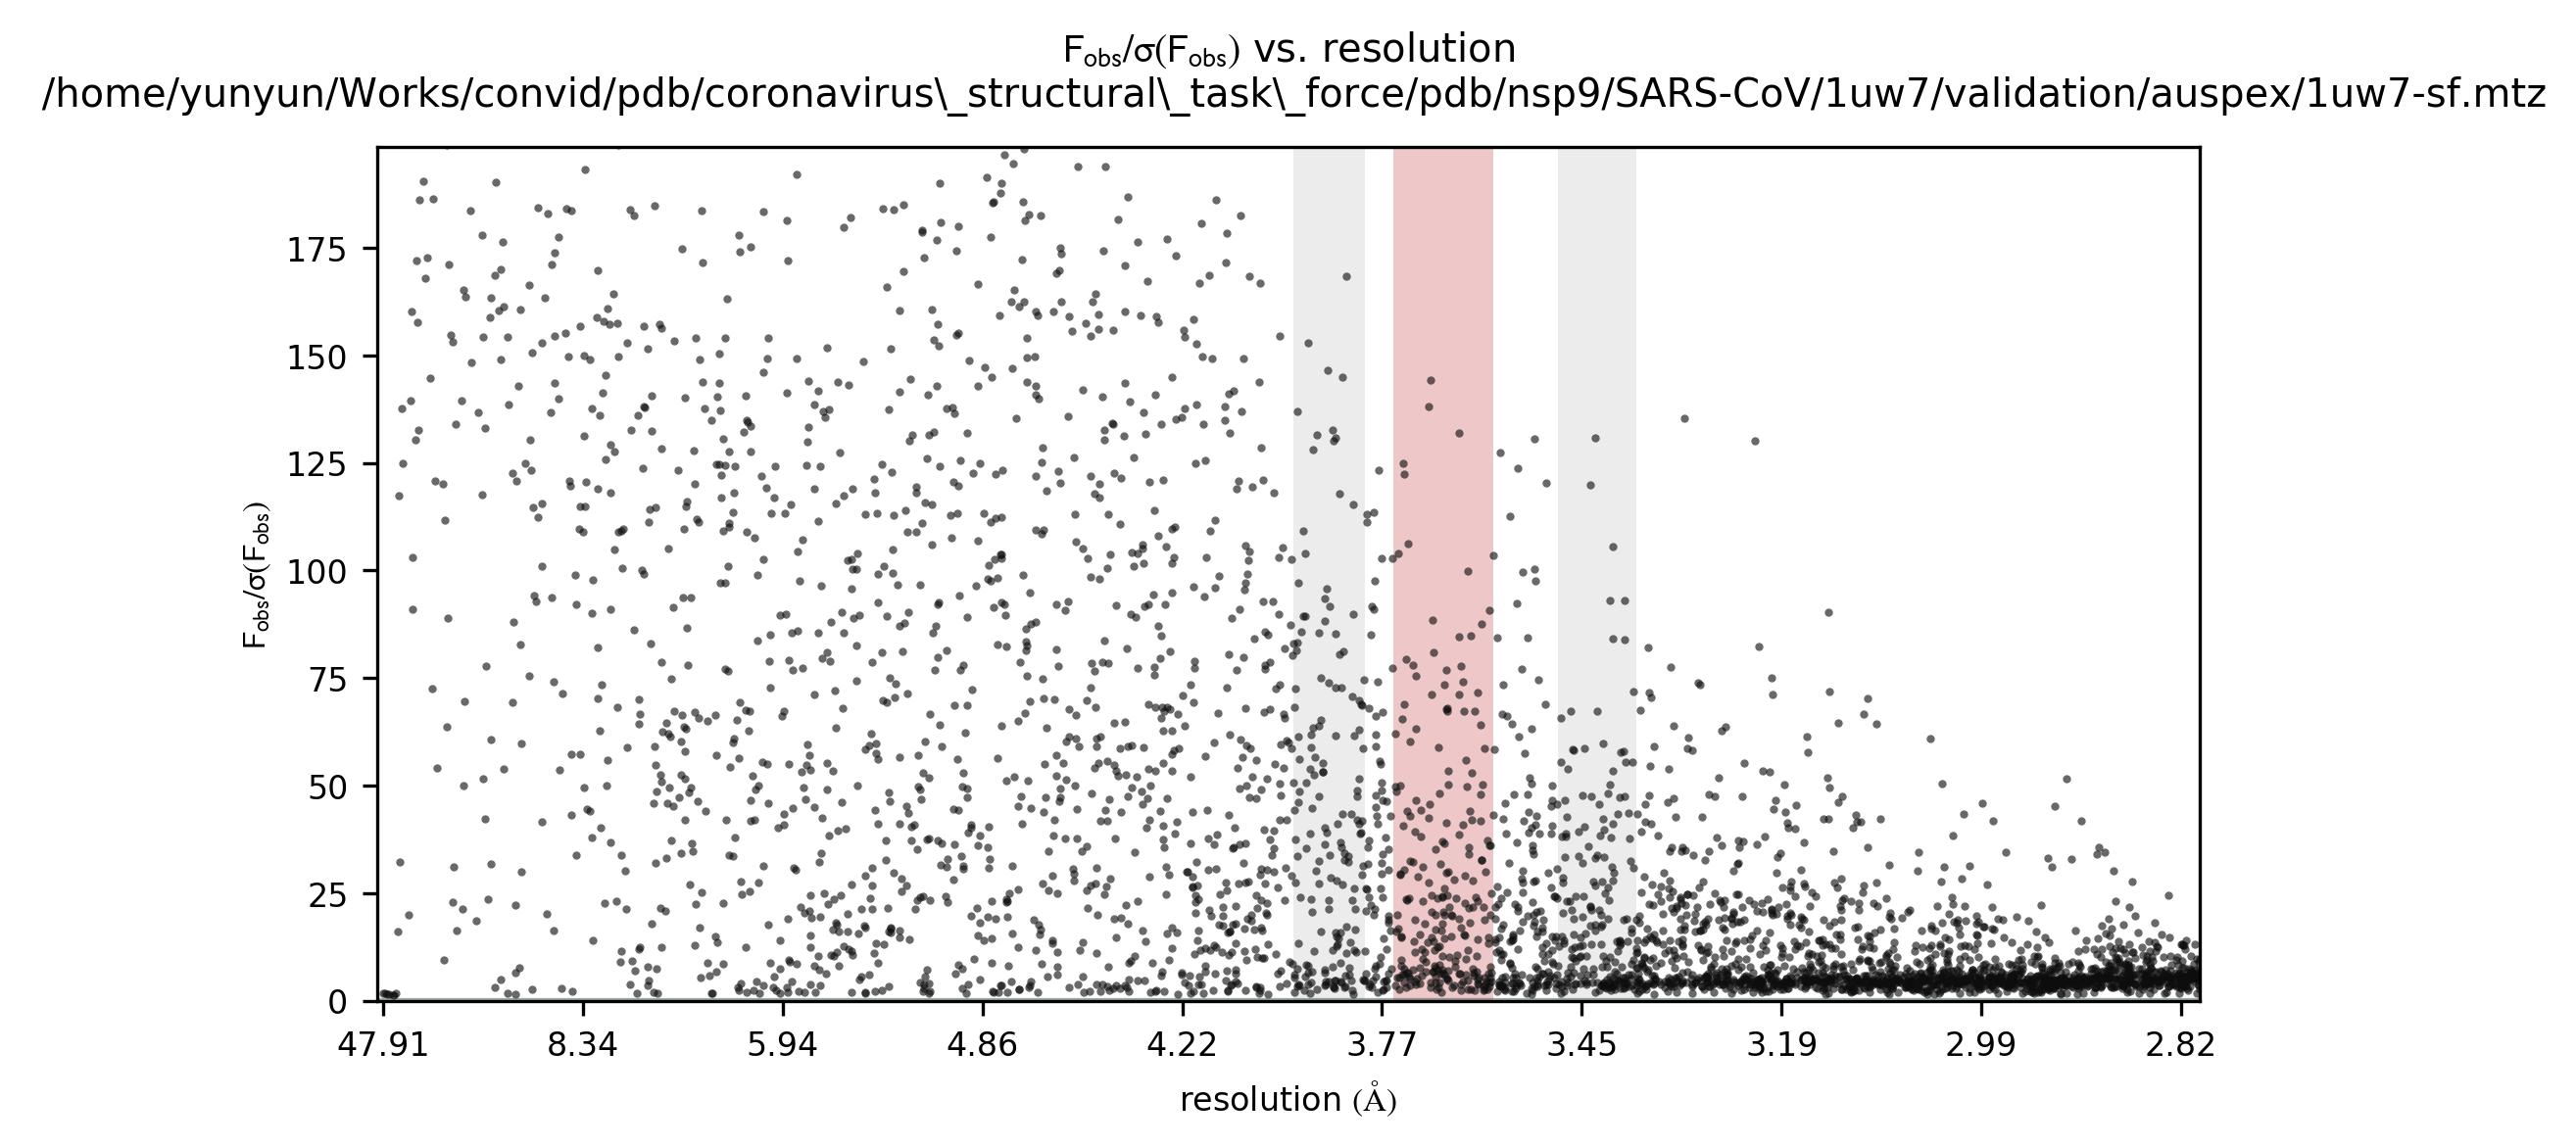 Fobs/σ(Fobs) vs. resolution
/home/yunyun/Works/convid/pdb/coronavirus\_structural\_task\_force/pdb/nsp9/SARS-CoV/1uw7/validation/auspex/1uw7-sf.mtz
Fobs/σ(Fobs)
175
150
125
100
75
50
25
0
47.91 8.34 5.94 4.86 4.22 3.77 3.45 3.19 2.99 2.82
resolution (Å)